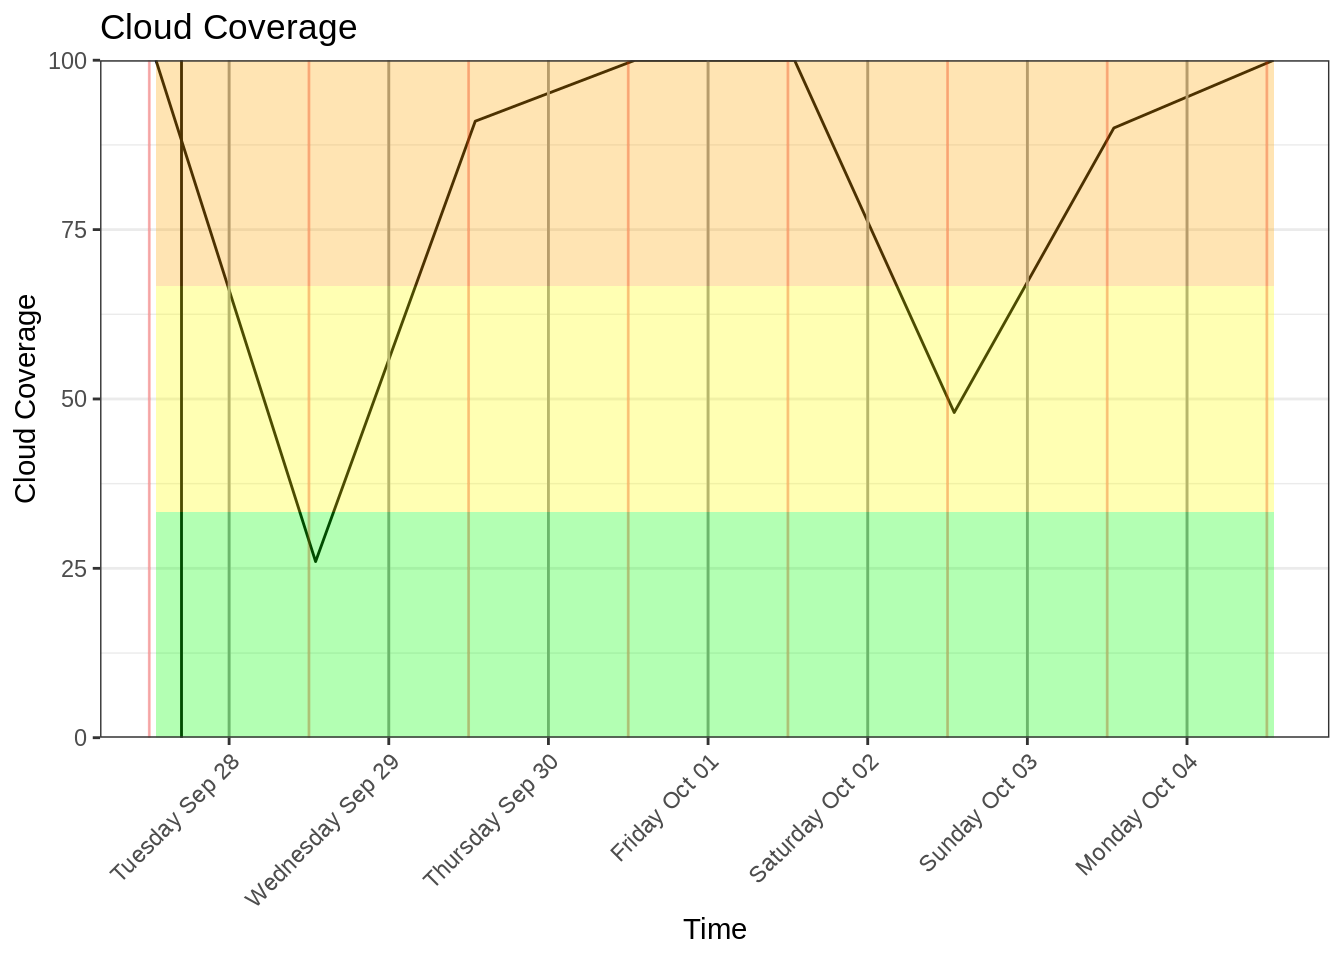 Cloud Coverage
Cloud Coverage
100
75
50
25
0
Tuesday Sep 28
Wednesday Sep 29
Thursday Sep 30
Friday Oct 01
Saturday Oct 02
Sunday Oct 03
Monday Oct 04
Time